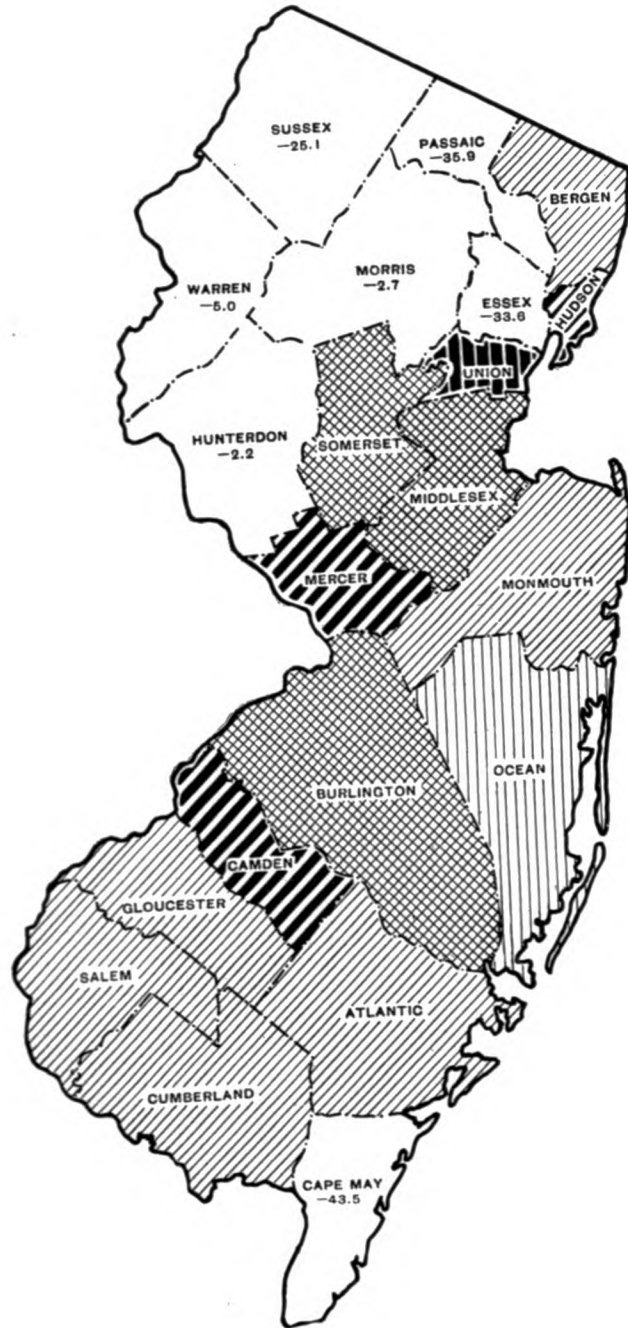 SUSSEX
—25.1
PASSAIC
—35.9
BERGEN
WARREN
—5.0
MORRIS
—2.7
ESSEX
—33.6
HUDSON
UNION
HUNTERDON
—2.2
SOMERSET
MIDDLESEX
MERCER
MONMOUTH
OCEAN
BURLINGTON
CAMDEN
GLOUCESTER
SALEM
ATLANTIC
CUMBERLAND
CAPE MAY
—43.5